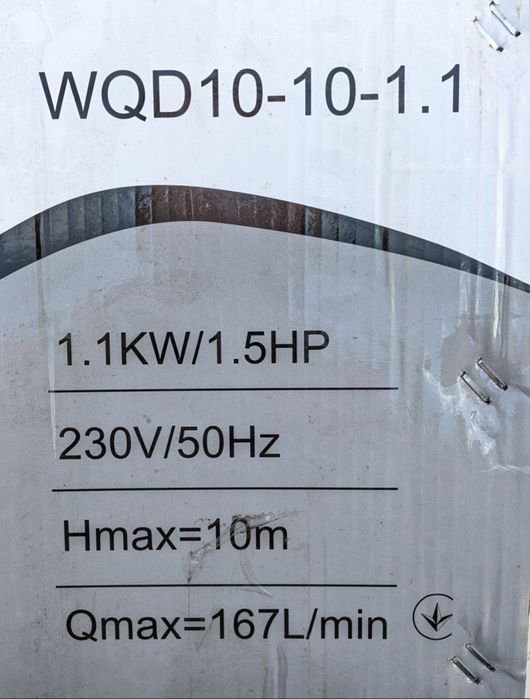 WQD10-10-1.1
1.1KW/1.5HP
230V/50Hz
Hmax=10m
Qmax=167L/min